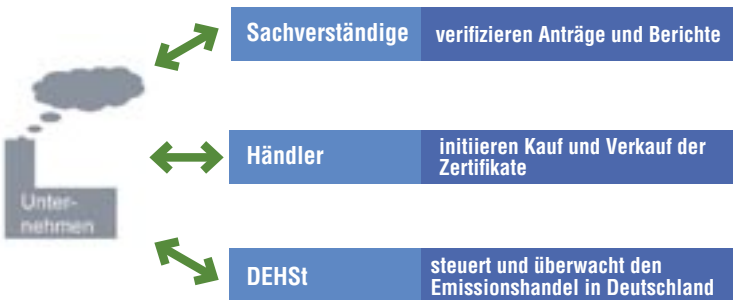 Sachverständige
verifizieren Anträge und Berichte
Händler
initiieren Kauf und Verkauf der
Zertifikate
Unter-
nehmen
DEHSt
steuert und überwacht den
Emissionshandel in Deutschland